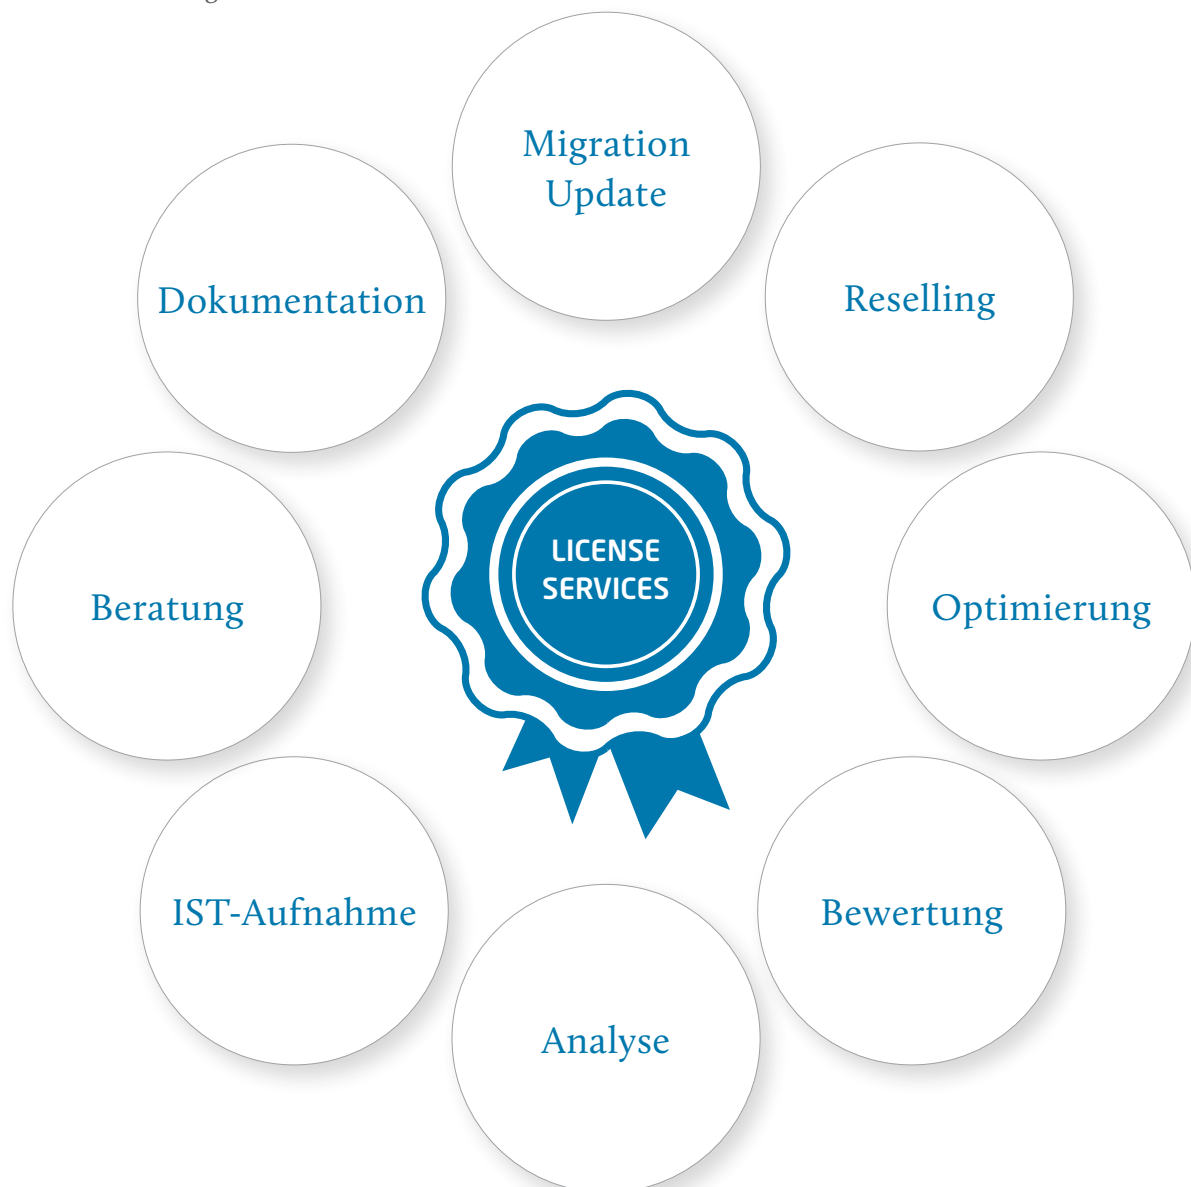 Migration
Update
Dokumentation
Reselling
LICENSE
SERVICES
Beratung
Optimierung
IST-Aufnahme
Bewertung
Analyse